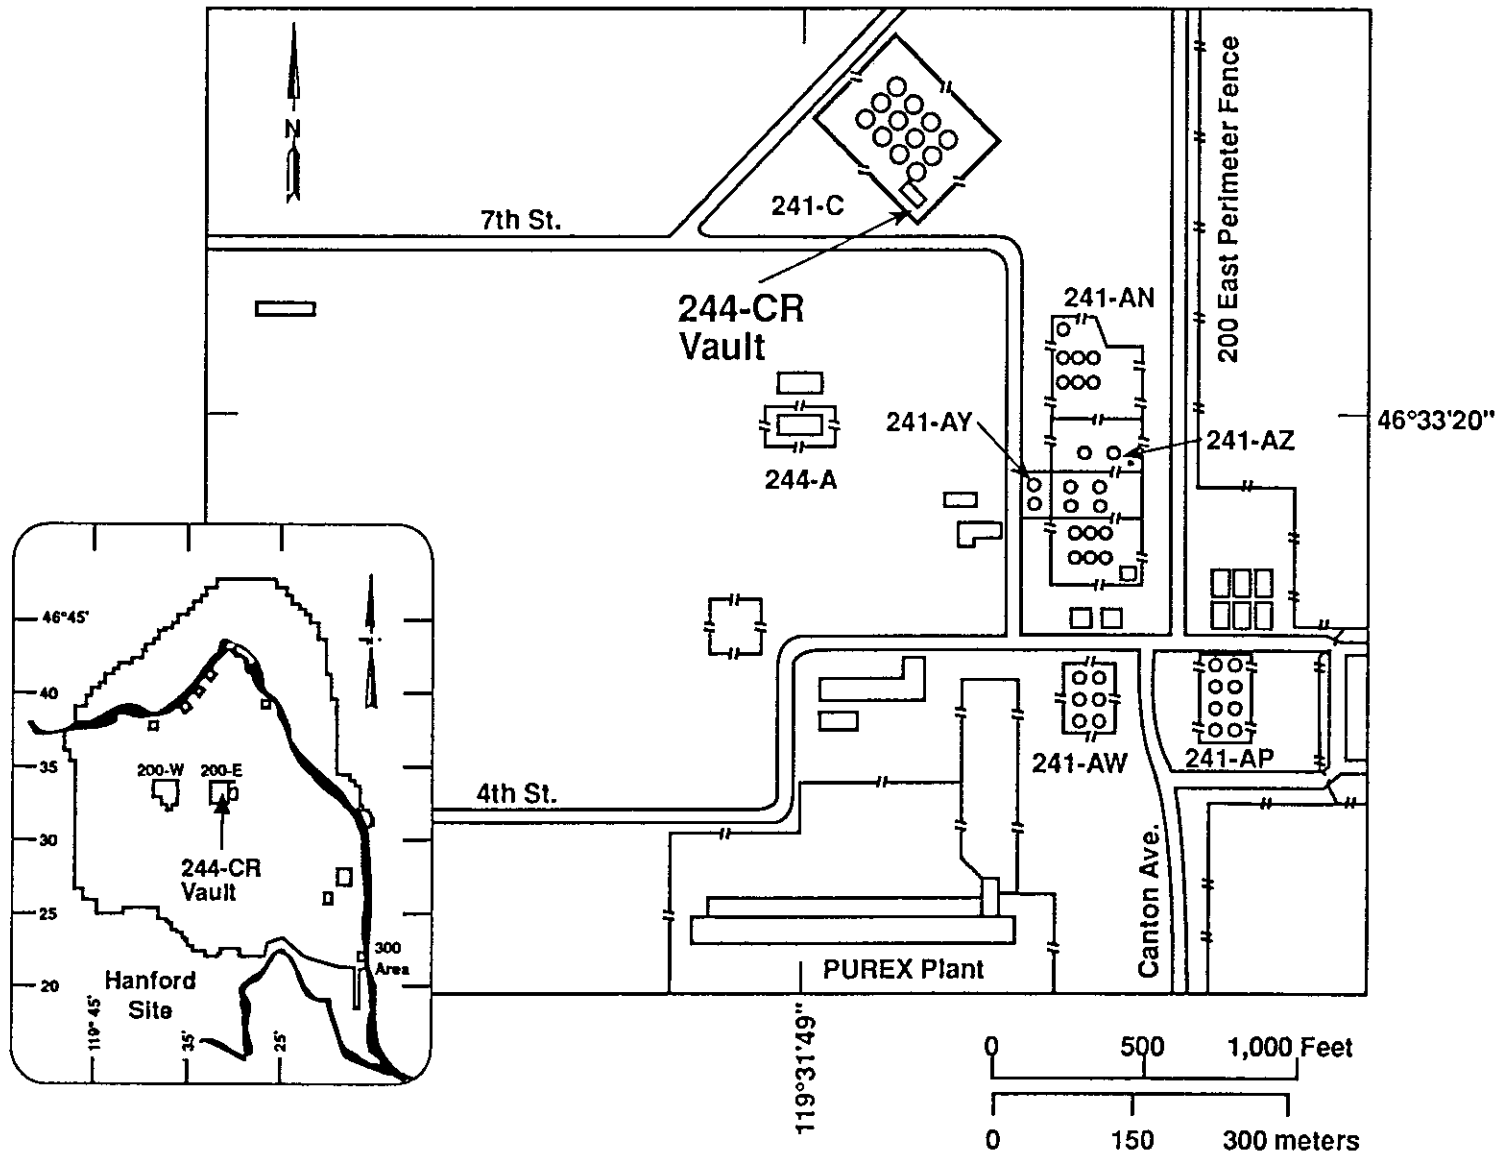 N
7th St.
241-C
244-CR
Vault
200 East Perimeter Fence
241-AN
241-AY
241-AZ
46°33'20"
244-A
46°45'
40
35
30
25
20
200-W
200-E
244-CR
Vault
300
Area
Hanford
Site
119° 45'
35'
25'
4th St.
241-AW
241-AP
Canton Ave.
PUREX Plant
119°31'49"
0 500 1,000 Feet
0 150 300 meters